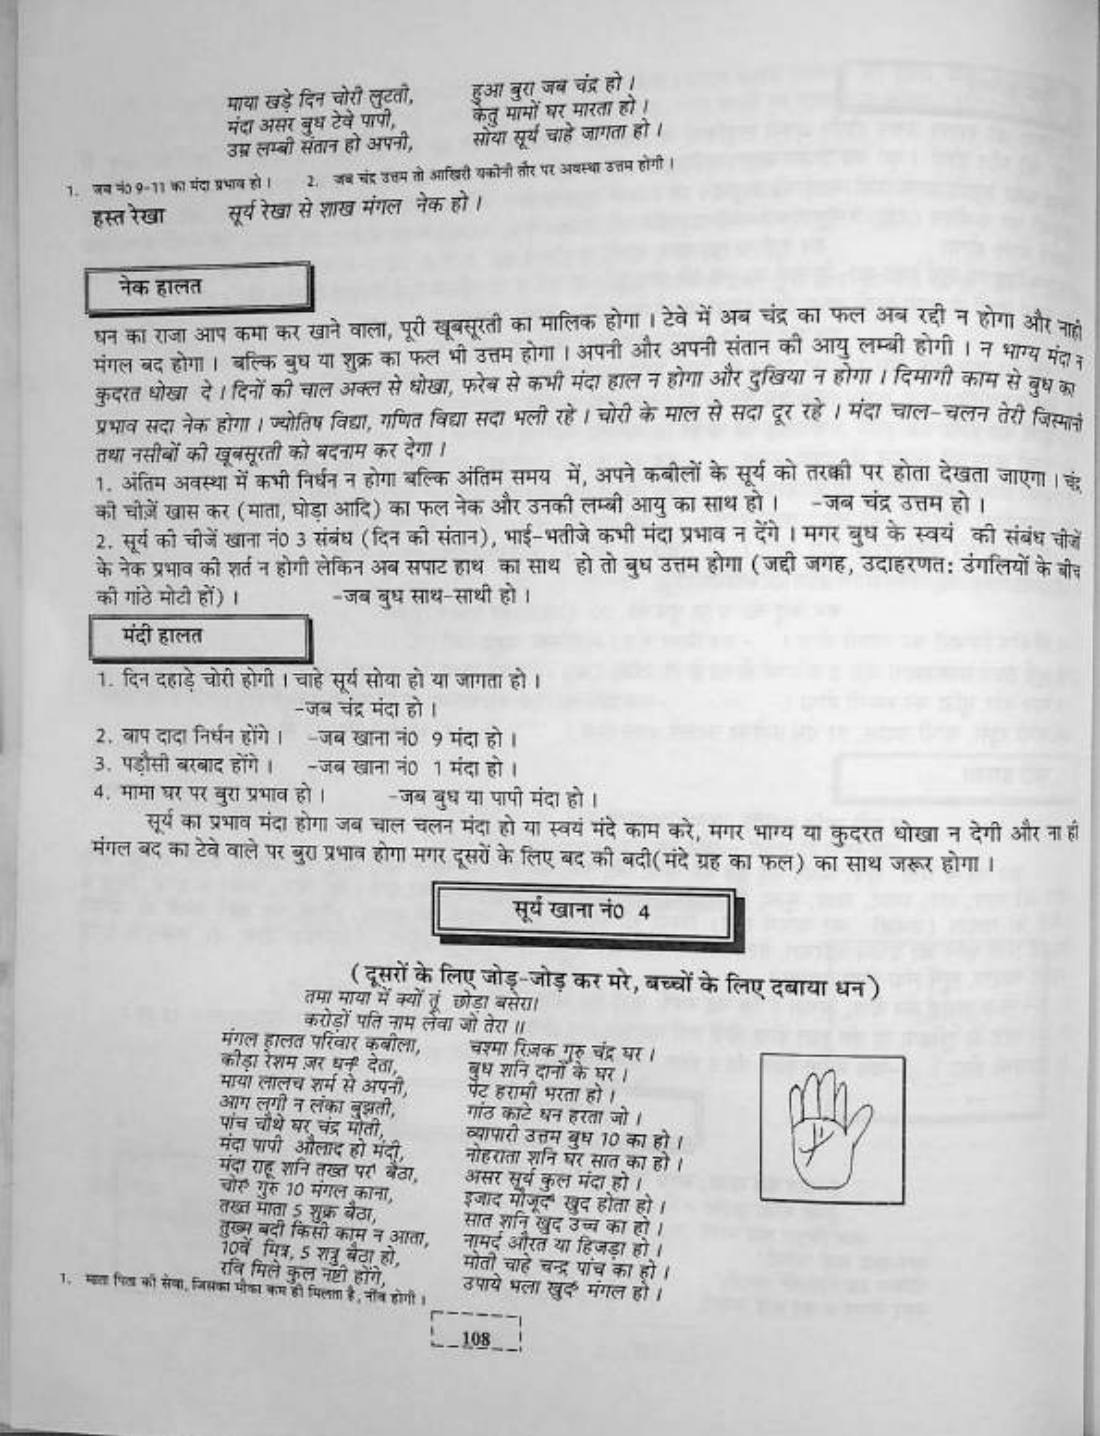 माया खड़े दिन चोरी लुटती, हुआ बुरा जब चंद्र हो ।
मंदा असर बुध टेवे पापी, केतु मामों घर मारता हो ।
उम्र लम्बी संतान हो अपनी, सोया सूर्य चाहे जागता हो ।
1. जब नं0 9-11 का मंदा प्रभाव हो । 2. जब चंद्र उत्तम तो आखिरी यकोनी तौर पर अवस्था उत्तम होगी ।
हस्त रेखा सूर्य रेखा से शाख मंगल नेक हो ।
नेक हालत
धन का राजा आप कमा कर खाने वाला, पूरी खूबसूरती का मालिक होगा । टेवे में अब चंद्र का फल अब रद्दी न होगा और नाही
मंगल बद होगा । बल्कि बुध या शुक्र का फल भी उत्तम होगा । अपनी और अपनी संतान की आयु लम्बी होगी । न भाग्य मंदा न
कुदरत धोखा दे । दिनों की चाल अक्ल से धोखा, फरेब से कभी मंदा हाल न होगा और दुखिया न होगा । दिमागी काम से बुध का
प्रभाव सदा नेक होगा । ज्योतिष विद्या, गणित विद्या सदा भली रहे । चोरी के माल से सदा दूर रहे । मंदा चाल-चलन तेरी जिस्मानी
तथा नसीबों की खूबसूरती को बदनाम कर देगा ।
1. अंतिम अवस्था में कभी निर्धन न होगा बल्कि अंतिम समय में, अपने कबीलों के सूर्य को तरक्की पर होता देखता जाएगा । चंद्र
की चीज़ें खास कर (माता, घोड़ा आदि) का फल नेक और उनकी लम्बी आयु का साथ हो । -जब चंद्र उत्तम हो ।
2. सूर्य की चीजें खाना नं0 3 संबंध (दिन की संतान), भाई-भतीजे कभी मंदा प्रभाव न देंगे । मगर बुध के स्वयं की संबंध चीजें
के नेक प्रभाव की शर्त न होगी लेकिन अब सपाट हाथ का साथ हो तो बुध उत्तम होगा (जद्दी जगह, उदाहरणत: उंगलियों के बीच
की गांठे मोटी हों) । -जब बुध साथ-साथी हो ।
मंदी हालत
1. दिन दहाड़े चोरी होगी । चाहे सूर्य सोया हो या जागता हो ।
-जब चंद्र मंदा हो ।
2. बाप दादा निर्धन होंगे । -जब खाना नं0 9 मंदा हो ।
3. पड़ौसी बरबाद होंगे । -जब खाना नं0 1 मंदा हो ।
4. मामा घर पर बुरा प्रभाव हो । -जब बुध या पापी मंदा हो ।
सूर्य का प्रभाव मंदा होगा जब चाल चलन मंदा हो या स्वयं मंदे काम करे, मगर भाग्य या कुदरत धोखा न देगी और ना ही
मंगल बद का टेवे वाले पर बुरा प्रभाव होगा मगर दूसरों के लिए बद की बदी(मंदे ग्रह का फल) का साथ जरूर होगा ।
सूर्य खाना नं0 4
(दूसरों के लिए जोड़-जोड़ कर मरे, बच्चों के लिए दबाया धन)
तमा माया में क्यों तूं छोडा बसेरा।
करोड़ों पति नाम लेवा जो तेरा ॥
मंगल हालत परिवार कबीला, चश्मा रिज़क गुरु चंद्र घर ।
कीड़ा रेशम ज़र धन देता, बुध शनि दानों के घर ।
माया लालच शर्म से अपनी, पेट हरामी भरता हो ।
आग लगी न लंका बुझती, गांठ काटे धन हरता जो ।
पांच चौथे घर चंद्र मोती, व्यापारी उत्तम बुध 10 का हो ।
मंदा पापी औलाद हो मंदी, नोहराता शनि घर सात का हो ।
मंदा राहू शनि तख्त पर बैठा, असर सूर्य कुल मंदा हो ।
चोर गुरु 10 मंगल काना, इजाद मौजूद खुद होता हो ।
तख्त माता 5 शुक्र बैठा, सात शनि खुद उच्च का हो ।
तुख्म बदी किसी काम न आता, नामर्द औरत या हिजड़ा हो ।
10वें मित्र, 5 शत्रु बैठा हो, मोती चाहे चन्द्र पांच का हो ।
रवि मिले कुल नष्टी होंगे, उपाये भला खुद मंगल हो ।
1. माता पिता की सेवा, जिसका मौका कम ही मिलता है, नींव होगी ।
108